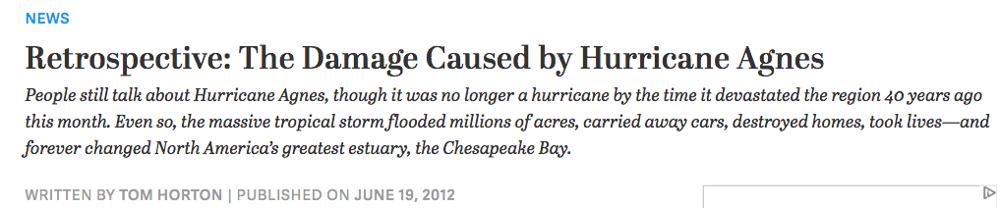 NEWS
Retrospective: The Damage Caused by Hurricane Agnes
People still talk about Hurricane Agnes, though it was no longer a hurricane by the time it devastated the region 40 years ago
this month. Even so, the massive tropical storm flooded millions of acres, carried away cars, destroyed homes, took lives—and
forever changed North America’s greatest estuary, the Chesapeake Bay.
WRITTEN BY TOM HORTON | PUBLISHED ON JUNE 19, 2012